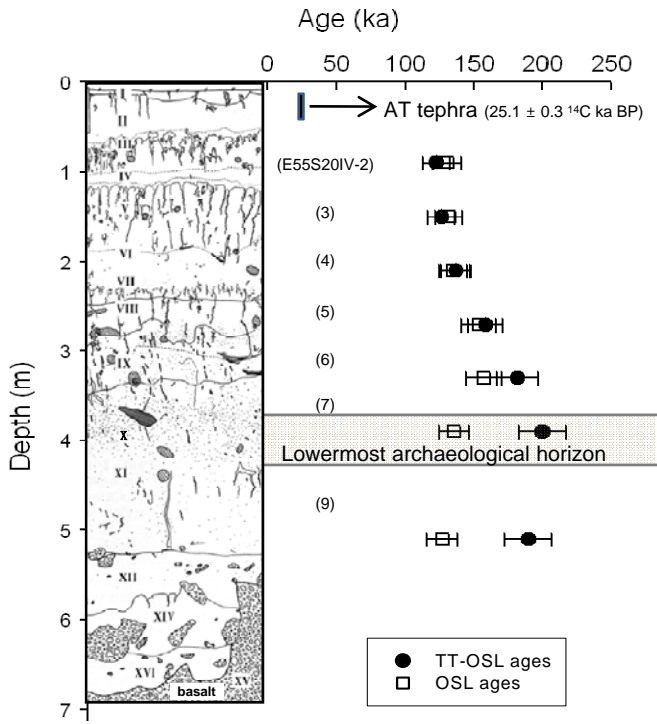 Age (ka)
0 50 100 150 200 250
AT tephra (25.1 ± 0.3 ¹⁴C ka BP)
Depth (m)
0
1
2
3
4
5
6
7
I
II
III
IV
V
VI
VII
VIII
IX
X
XI
XII
XIV
XV
XVI
basalt
(E55S20IV-2)
(3)
(4)
(5)
(6)
(7)
Lowermost archaeological horizon
(9)
TT-OSL ages
OSL ages